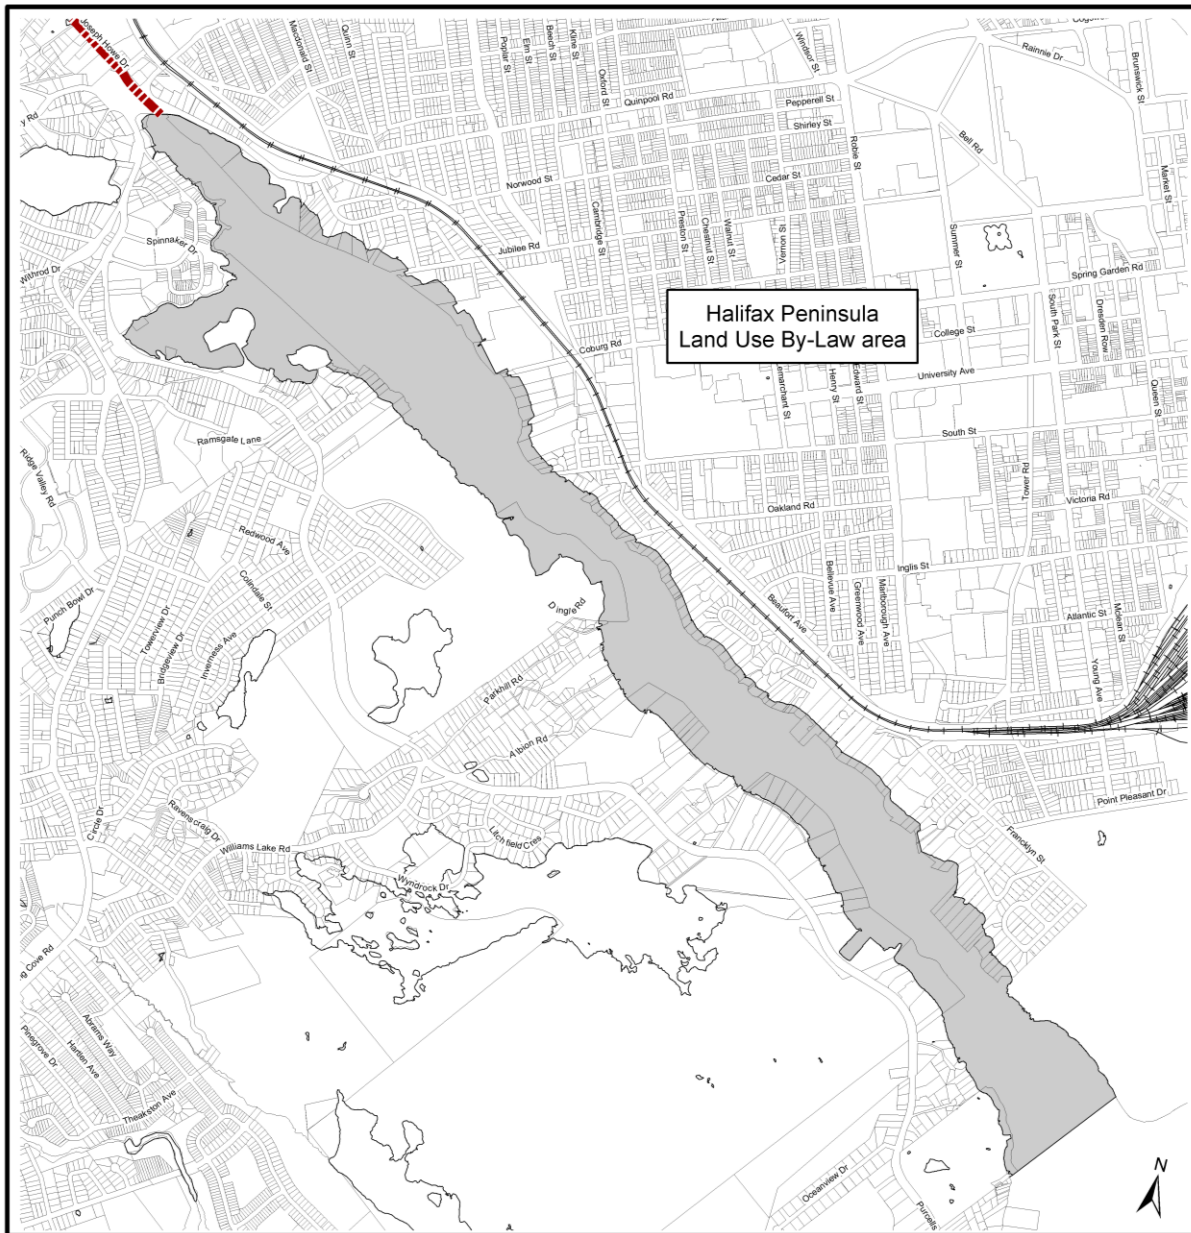 Joseph Howe Dr
Macdonald St
Quinn St
Poplar St
Elm St
Beech St
Kline St
Oxford St
Windsor St
Rainnie Dr
Brunswick St
Quinpool Rd
Pepperell St
Shirley St
Robie St
Bell Rd
Cedar St
Market St
Norwood St
Cambridge St
Preston St
Chestnut St
Walnut St
Vernon St
Summer St
Jubilee Rd
Spinnaker Dr
Withrod Dr
Spring Garden Rd
South Park St
Dresden Row
Halifax Peninsula
Land Use By-Law area
College St
Coburg Rd
University Ave
Henry St
Edward St
Queen St
South St
Ramsgate Lane
Ridge Valley Rd
Tower Rd
Victoria Rd
Oakland Rd
Redwood Ave
Inglis St
Colindale St
Punch Bowl Dr
Towerview Dr
Bridgeview Dr
Inverness Ave
Dingle Rd
Beaufort Ave
Bellevue Ave
Greenwood Ave
Marlborough Ave
Atlantic St
Mclean St
Young Ave
Parkhill Rd
Albion Rd
Point Pleasant Dr
Circle Dr
Ravenscraig Dr
Litchfield Cres
Francklyn St
Williams Lake Rd
Wyndrock Dr
Cove Rd
Pinegrove Dr
Abrams Way
Hartlen Ave
Theakston Ave
Oceanview Dr
Purcells
N